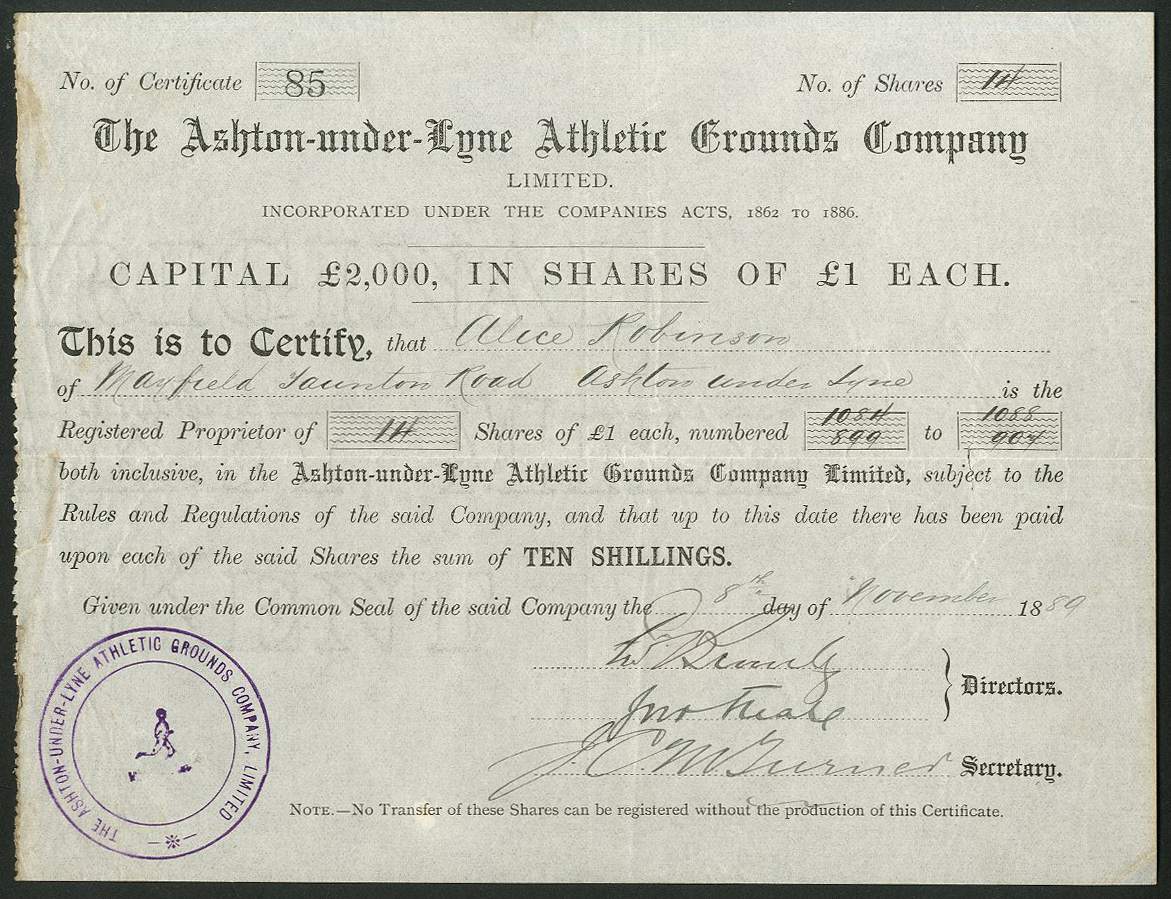 No. of Certificate 85 No. of Shares 14
The Ashton-under-Lyne Athletic Grounds Company
LIMITED.
INCORPORATED UNDER THE COMPANIES ACTS, 1862 TO 1886.
CAPITAL £2,000, IN SHARES OF £1 EACH.
This is to Certify, that Alice Robinson
of Mayfield Taunton Road Ashton under Lyne is the
1084 1088
Registered Proprietor of 14 Shares of £1 each, numbered 899 to 907
both inclusive, in the Ashton-under-Lyne Athletic Grounds Company Limited, subject to the
Rules and Regulations of the said Company, and that up to this date there has been paid
upon each of the said Shares the sum of TEN SHILLINGS.
Given under the Common Seal of the said Company the 8th day of November 1889
Directors.
Jno
J. C. W. Turner Secretary.
THE ASHTON-UNDER-LYNE ATHLETIC GROUNDS COMPANY, LIMITED
NOTE.—No Transfer of these Shares can be registered without the production of this Certificate.